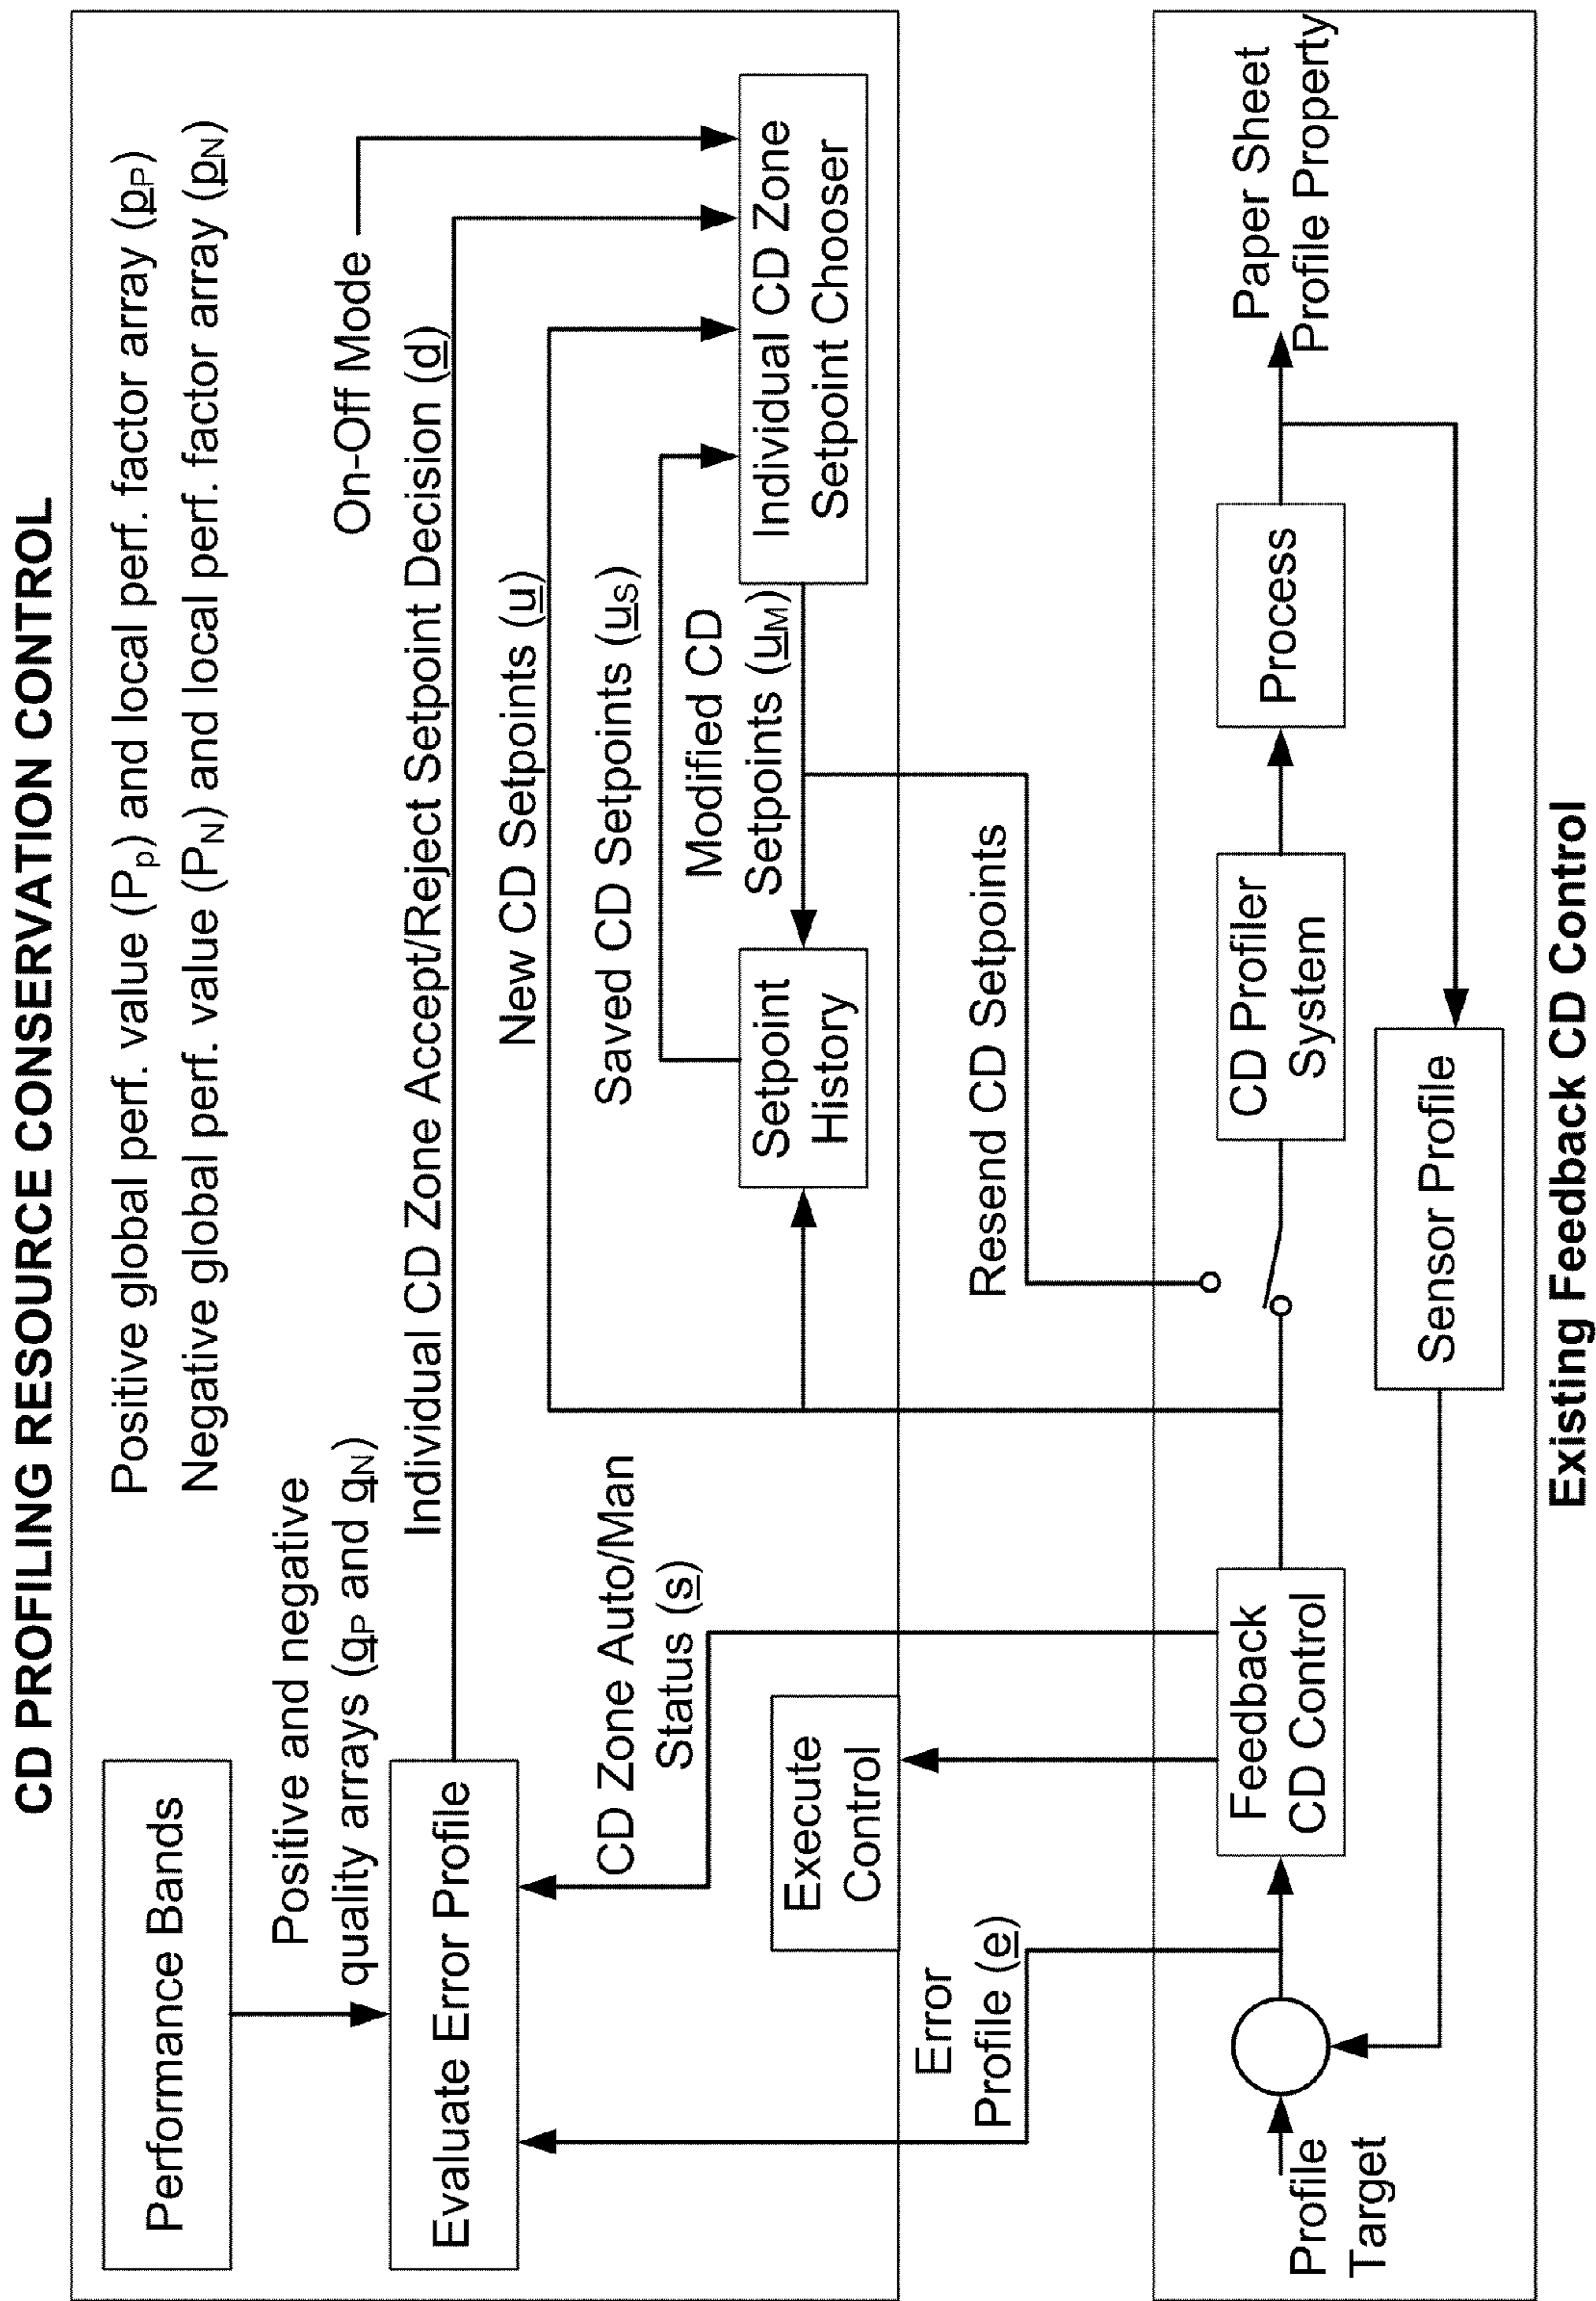 CD PROFILING RESOURCE CONSERVATION CONTROL
Performance Bands
Positive global perf. value (Pp) and local perf. factor array (pP)
Negative global perf. value (PN) and local perf. factor array (pN)
Positive and negative
quality arrays (qP and qN)
On-Off Mode
Evaluate Error Profile
Individual CD Zone Accept/Reject Setpoint Decision (d)
New CD Setpoints (u)
CD Zone Auto/Man
Status (s)
Saved CD Setpoints (uS)
Modified CD
Setpoints (uM)
Execute
Control
Setpoint
History
Individual CD Zone
Setpoint Chooser
Error
Profile (e)
Resend CD Setpoints
Profile
Target
Feedback
CD Control
CD Profiler
System
Process
Paper Sheet
Profile Property
Sensor Profile
Existing Feedback CD Control